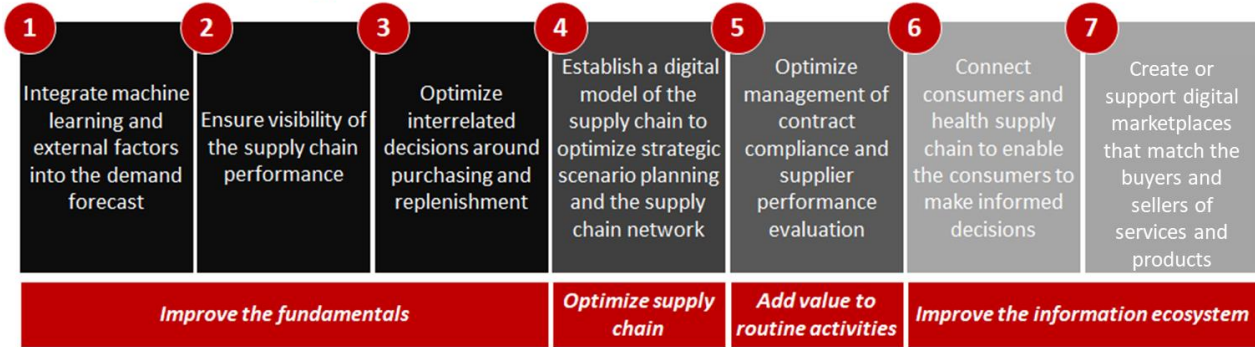 1
Integrate machine
learning and
external factors
into the demand
forecast
2
Ensure visibility of
the supply chain
performance
3
Optimize
interrelated
decisions around
purchasing and
replenishment
4
Establish a digital
model of the
supply chain to
optimize strategic
scenario planning
and the supply
chain network
5
Optimize
management of
contract
compliance and
supplier
performance
evaluation
6
Connect
consumers and
health supply
chain to enable
the consumers to
make informed
decisions
7
Create or
support digital
marketplaces
that match the
buyers and
sellers of
services and
products
Improve the fundamentals
Optimize supply
chain
Add value to
routine activities
Improve the information ecosystem